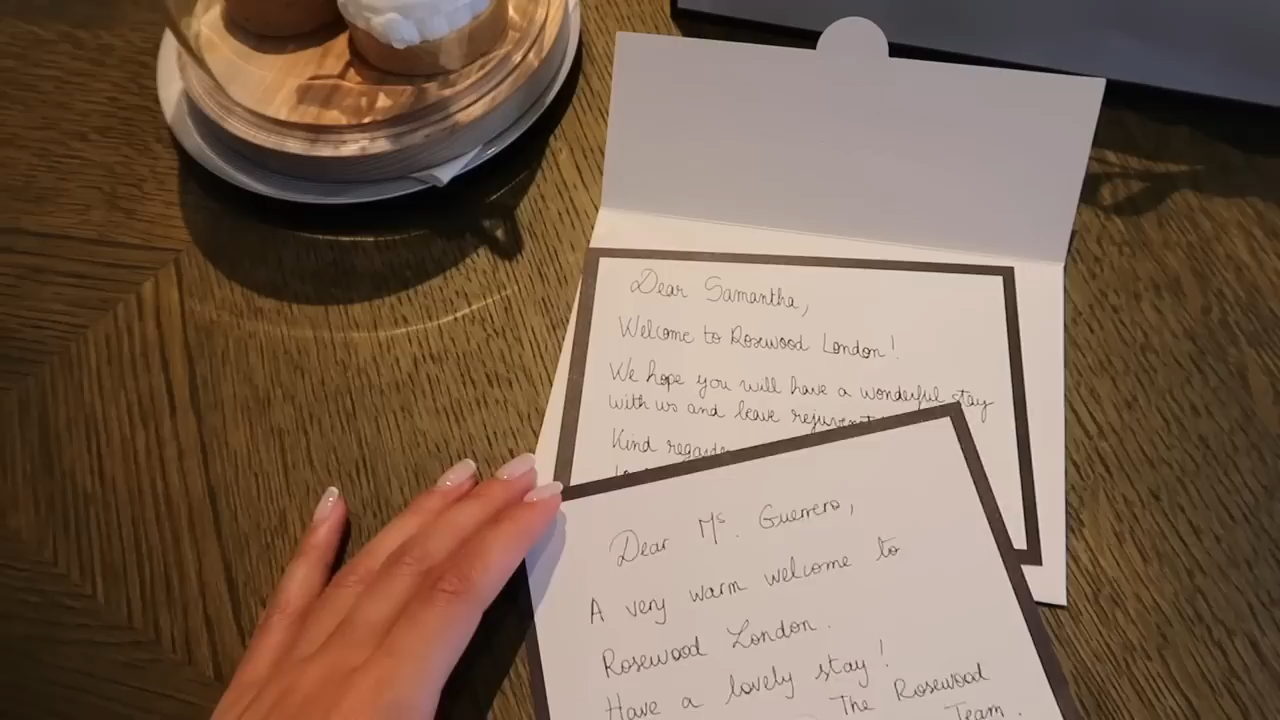 Dear Samantha,
Welcome to Rosewood London!
We hope you will have a wonderful stay
with us and leave
Kind regards
Dear Ms. Guerrero,
A very warm welcome to
Rosewood London.
Have a lovely stay!
The Rosewood
Team.